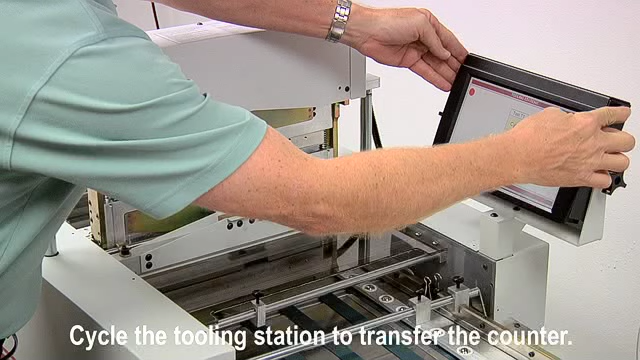 Cycle the tooling station to transfer the counter.